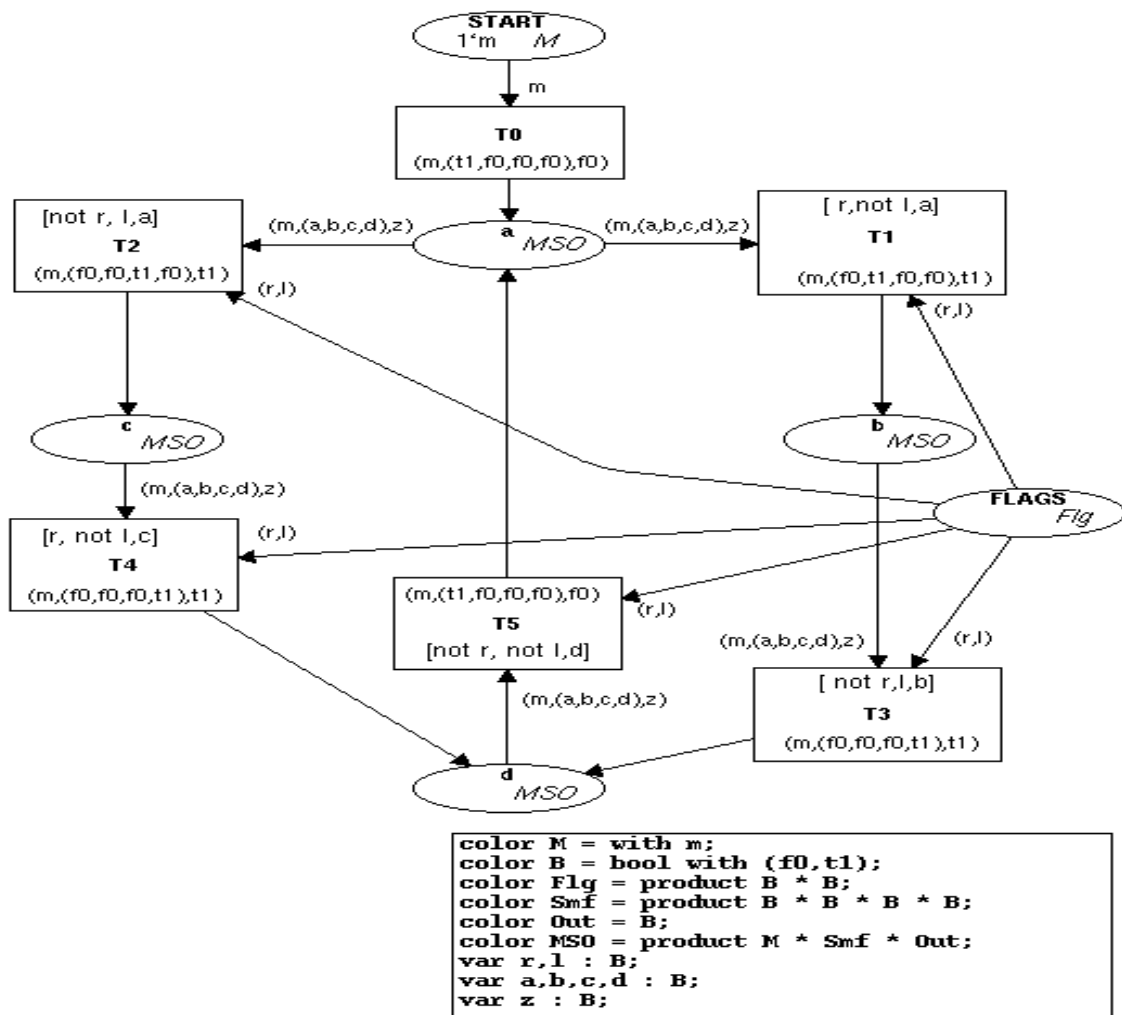 START
1'm M
m
T0
(m,(t1,f0,f0,f0),f0)
[not r, l,a]
T2
(m,(f0,f0,t1,f0),t1)
(m,(a,b,c,d),z)
a
MSO
(m,(a,b,c,d),z)
[ r,not l,a]
T1
(m,(f0,t1,f0,f0),t1)
(r,l)
(r,l)
c
MSO
b
MSO
(m,(a,b,c,d),z)
FLAGS
Flg
[r, not l,c]
T4
(m,(f0,f0,f0,t1),t1)
(r,l)
(m,(t1,f0,f0,f0),f0)
T5
[not r, not l,d]
(r,l)
(m,(a,b,c,d),z)
(r,l)
[ not r,l,b]
T3
(m,(f0,f0,f0,t1),t1)
(m,(a,b,c,d),z)
d
MSO
color M = with m;
color B = bool with (f0,t1);
color Flg = product B * B;
color Smf = product B * B * B * B;
color Out = B;
color MSO = product M * Smf * Out;
var r,l : B;
var a,b,c,d : B;
var z : B;